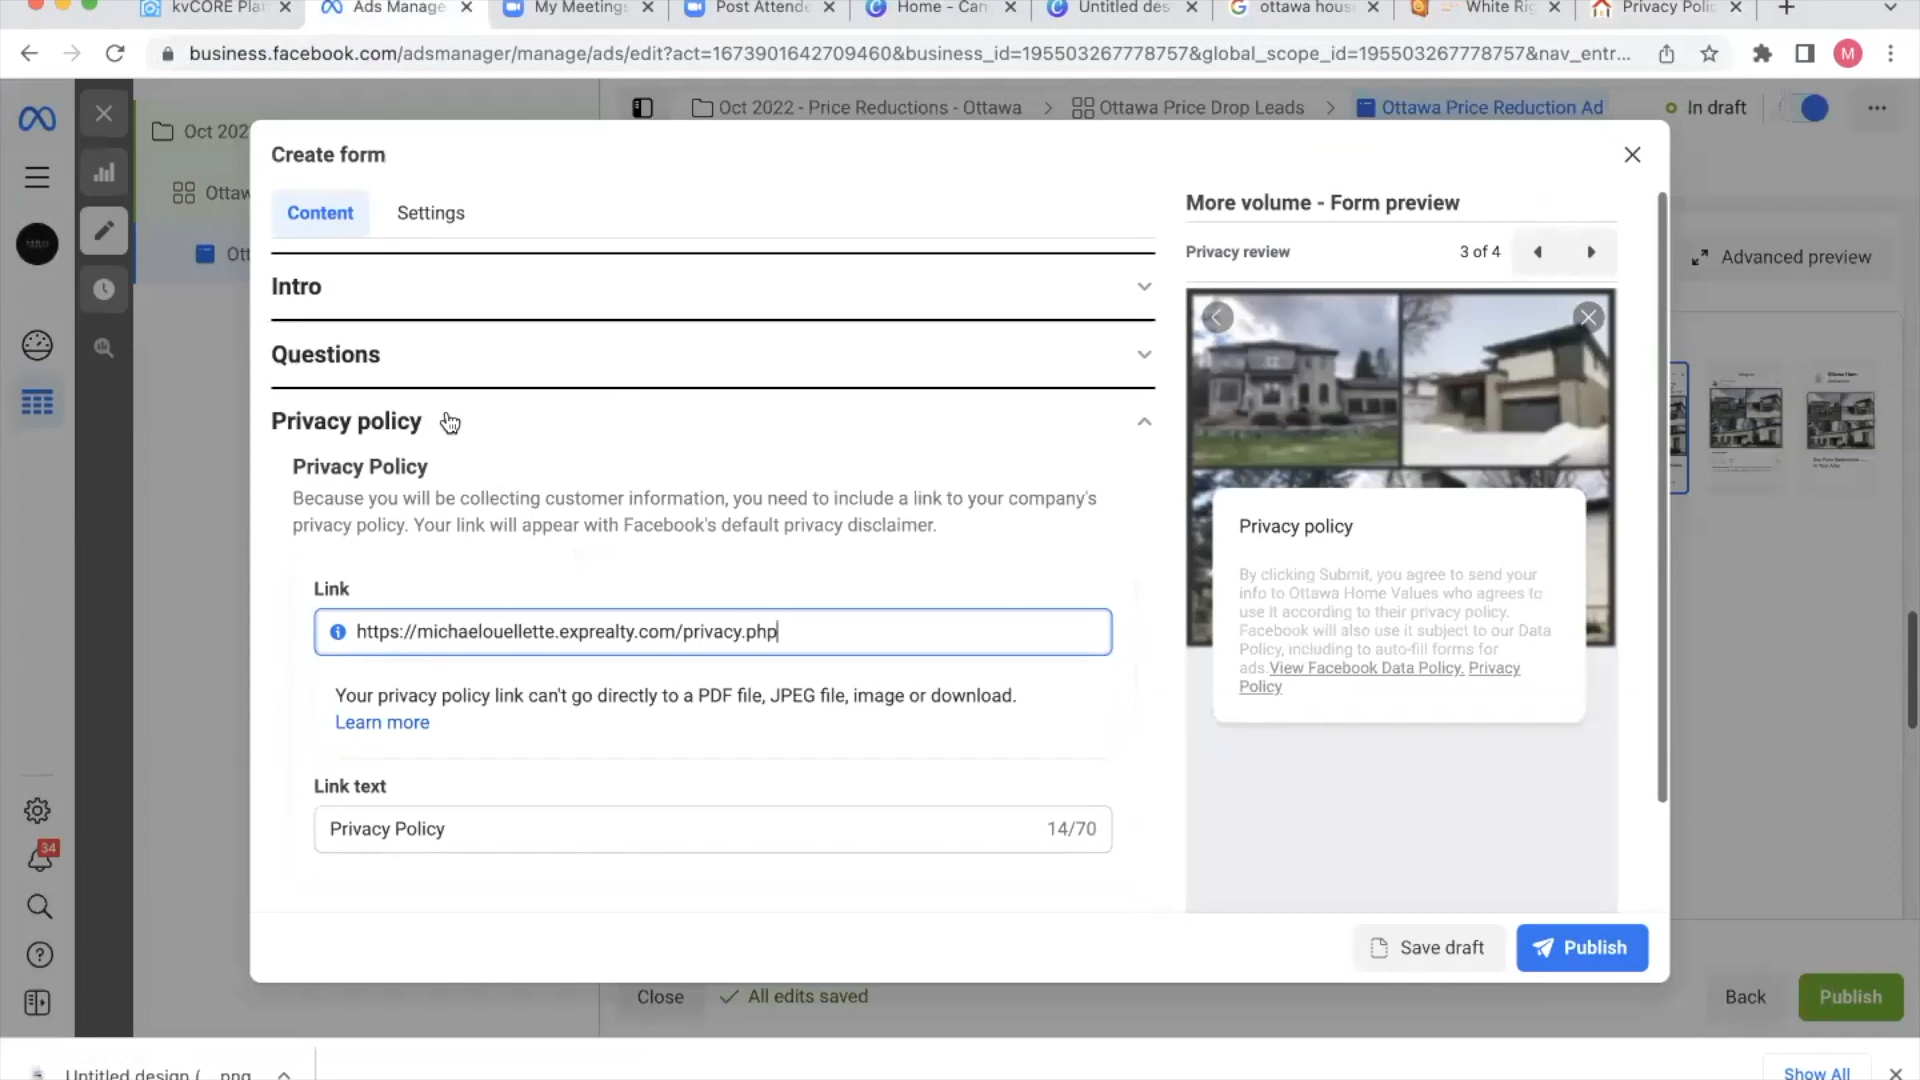 kvCORE Pla
Ads Manage
My Meeting
Post Attende
Home - Can
Untitled des
ottawa hous
White Rig
Privacy Polic
business.facebook.com/adsmanager/manage/ads/edit?act=1673901642709460&business_id=195503267778757&global_scope_id=195503267778757&nav_entr...
M
Oct 2022 - Price Reductions - Ottawa
Ottawa Price Drop Leads
Ottawa Price Reduction Ad
In draft
Oct 202
Ottaw
Ott
Advanced preview
Create form
Content
Settings
Intro
Questions
Privacy policy
Privacy Policy
Because you will be collecting customer information, you need to include a link to your company's
privacy policy. Your link will appear with Facebook's default privacy disclaimer.
Link
https://michaelouellette.exprealty.com/privacy.php
Your privacy policy link can't go directly to a PDF file, JPEG file, image or download.
Learn more
Link text
Privacy Policy
14/70
More volume - Form preview
Privacy review
3 of 4
Privacy policy
By clicking Submit, you agree to send your
info to Ottawa Home Values who agrees to
use it according to their privacy policy.
Facebook will also use it subject to our Data
Policy, including to auto-fill forms for
ads.View Facebook Data Policy. Privacy
Policy
Save draft
Publish
34
Close
All edits saved
Back
Publish
Untitled design (....png
Show All